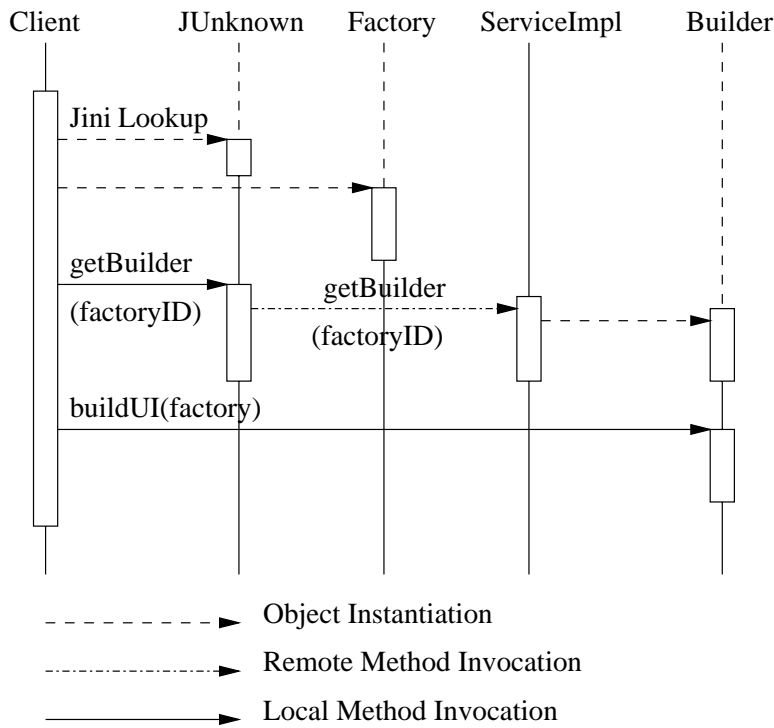 Client JUnknown Factory ServiceImpl Builder
Jini Lookup
getBuilder
(factoryID)
getBuilder
(factoryID)
buildUI(factory)
Object Instantiation
Remote Method Invocation
Local Method Invocation